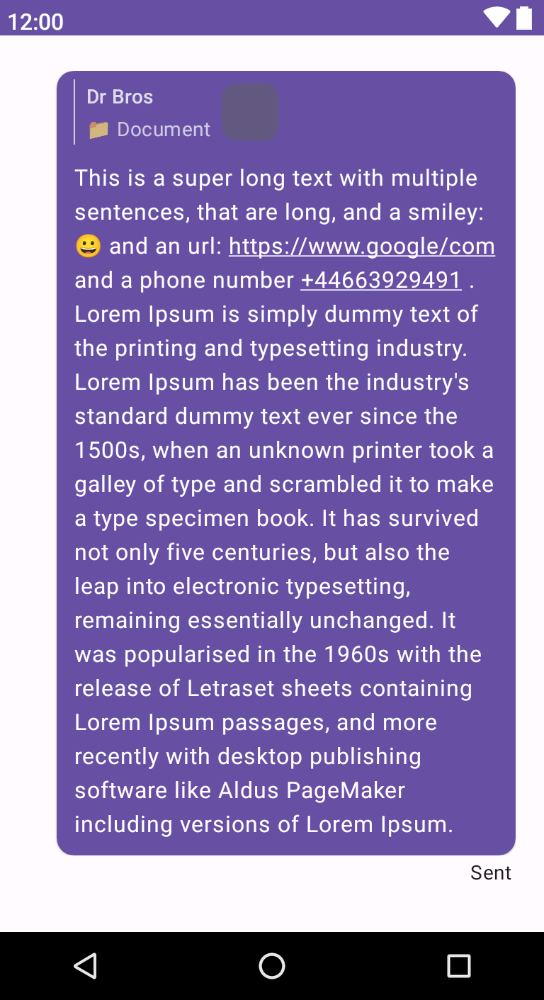 12:00
Dr Bros
📁 Document
This is a super long text with multiple
sentences, that are long, and a smiley:
😀 and an url: https://www.google/com
and a phone number +44663929491 .
Lorem Ipsum is simply dummy text of
the printing and typesetting industry.
Lorem Ipsum has been the industry's
standard dummy text ever since the
1500s, when an unknown printer took a
galley of type and scrambled it to make
a type specimen book. It has survived
not only five centuries, but also the
leap into electronic typesetting,
remaining essentially unchanged. It
was popularised in the 1960s with the
release of Letraset sheets containing
Lorem Ipsum passages, and more
recently with desktop publishing
software like Aldus PageMaker
including versions of Lorem Ipsum.
Sent